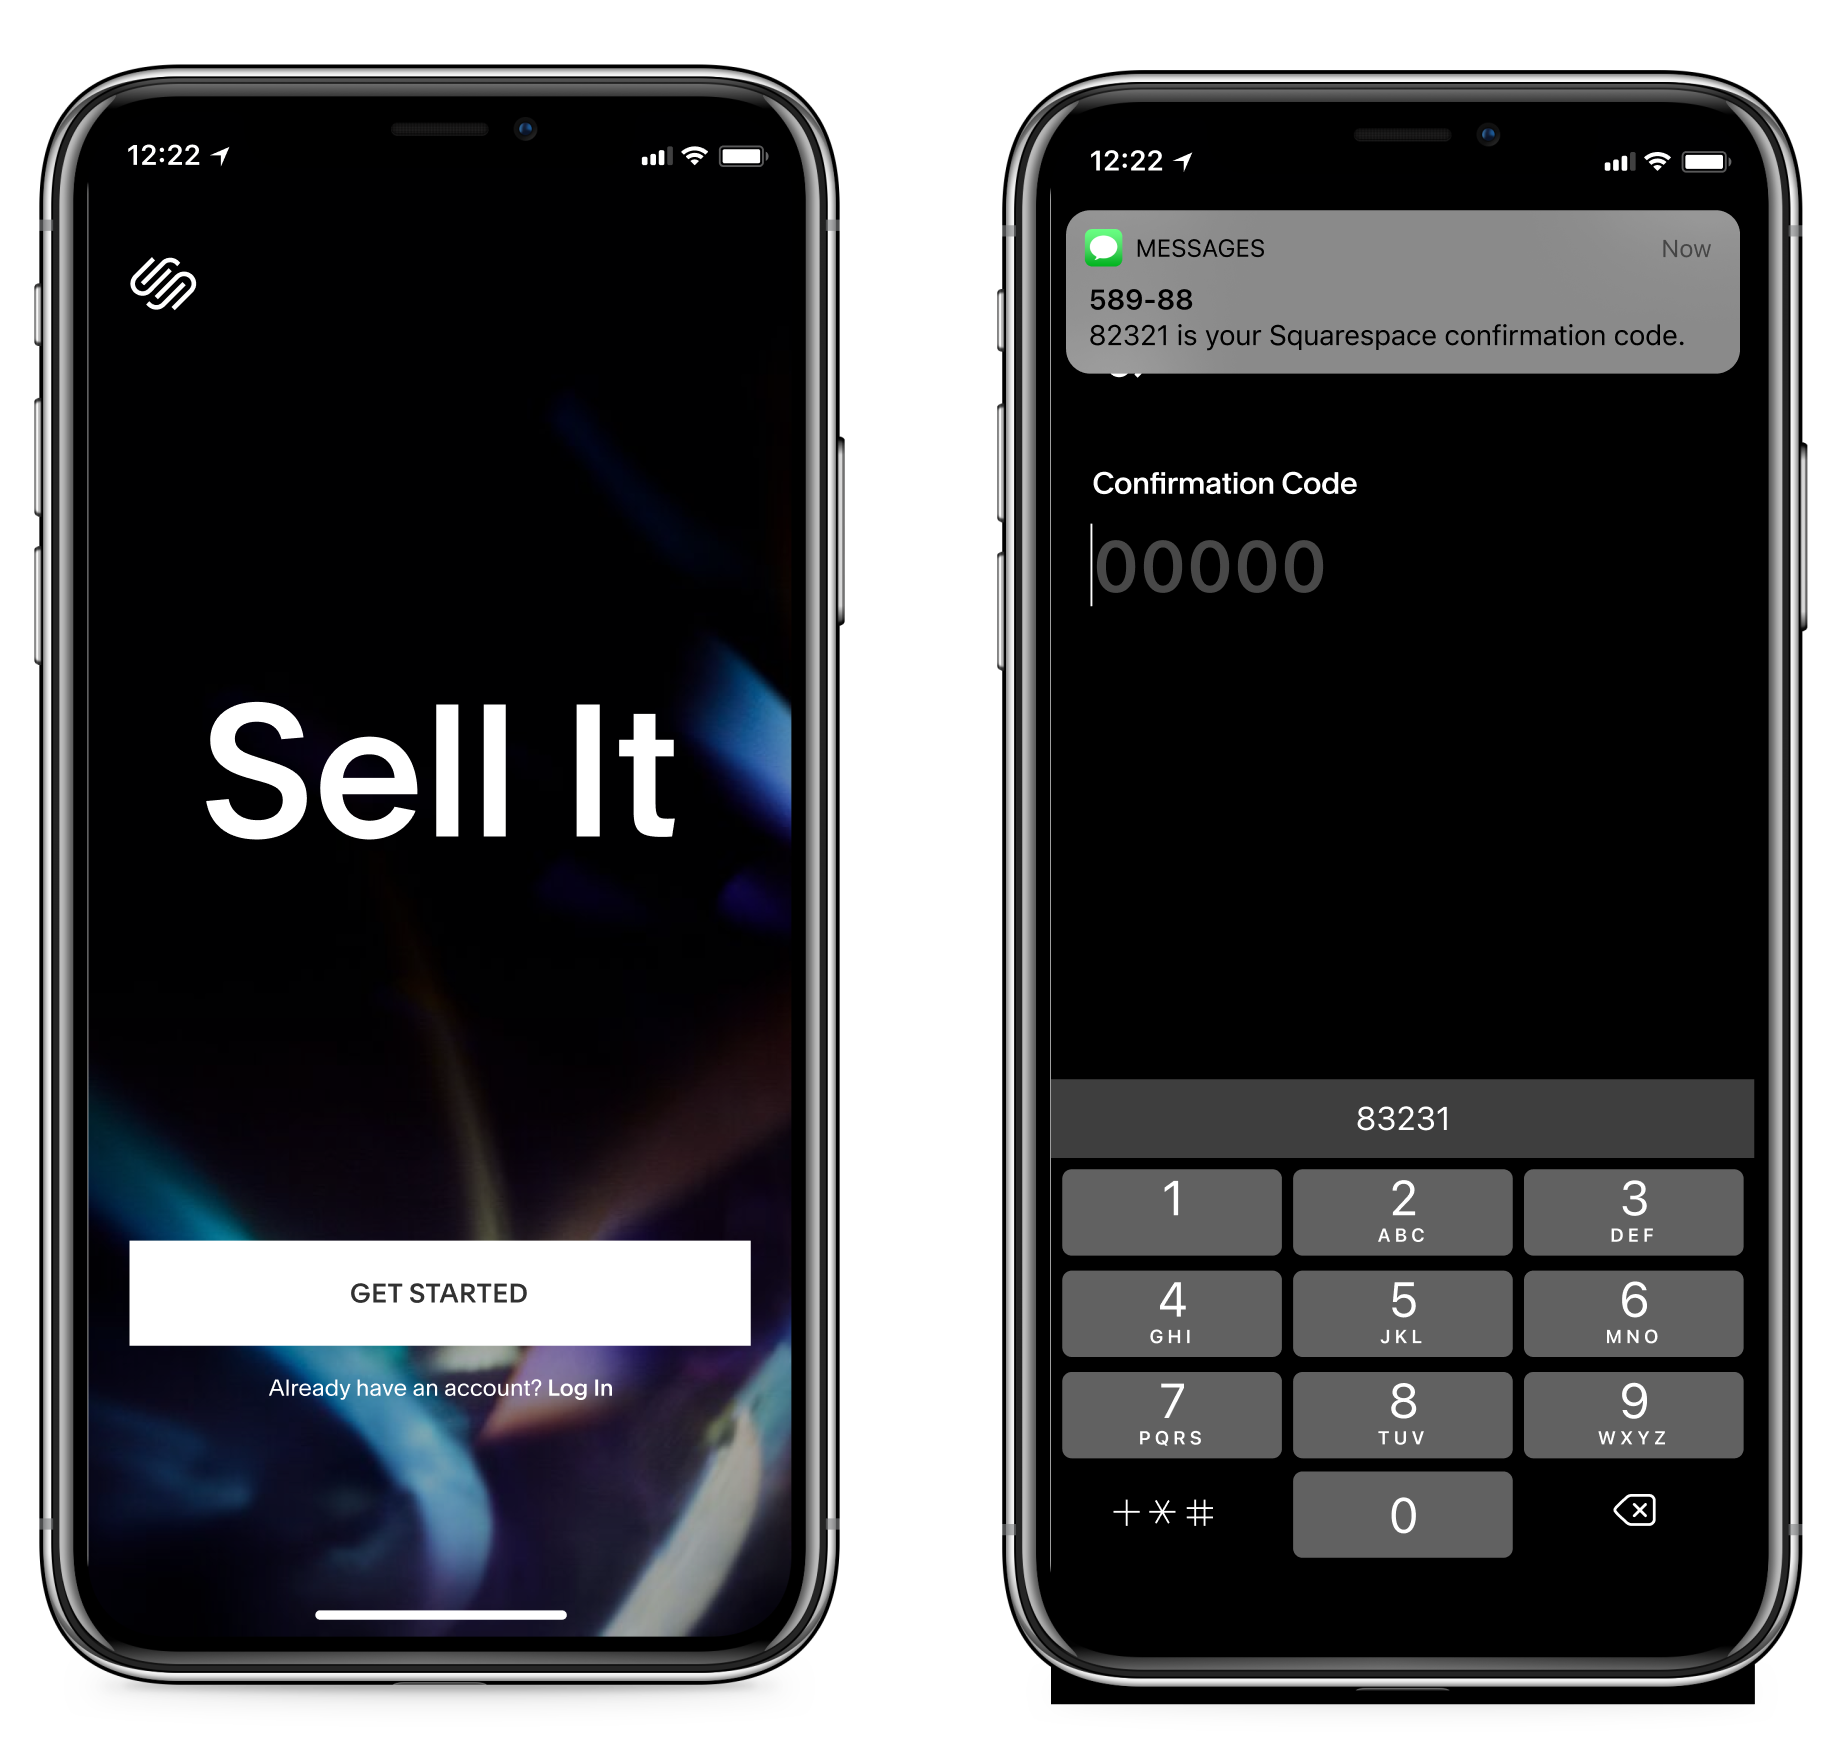 12:22
Sell It
GET STARTED
Already have an account? Log In
12:22
MESSAGES Now
589-88
82321 is your Squarespace confirmation code.
Confirmation Code
00000
83231
1 2 3
ABC DEF
4 5 6
GHI JKL MNO
7 8 9
PQRS TUV WXYZ
+*# 0